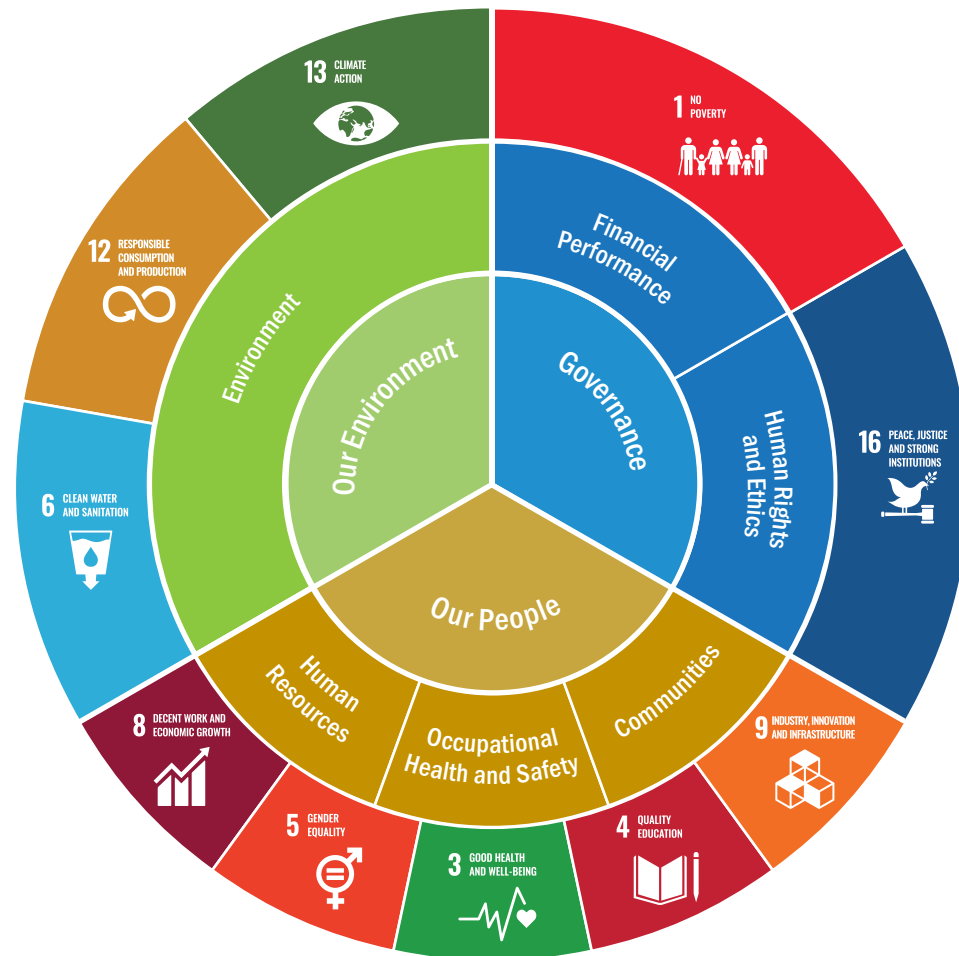 13 CLIMATE
ACTION
1 NO
POVERTY
12 RESPONSIBLE
CONSUMPTION
AND PRODUCTION
Financial
Performance
Environment
Our Environment
Governance
Human Rights
and Ethics
16 PEACE, JUSTICE
AND STRONG
INSTITUTIONS
6 CLEAN WATER
AND SANITATION
Our People
Human
Resources
Occupational
Health and Safety
Communities
8 DECENT WORK AND
ECONOMIC GROWTH
9 INDUSTRY, INNOVATION
AND INFRASTRUCTURE
5 GENDER
EQUALITY
4 QUALITY
EDUCATION
3 GOOD HEALTH
AND WELL-BEING